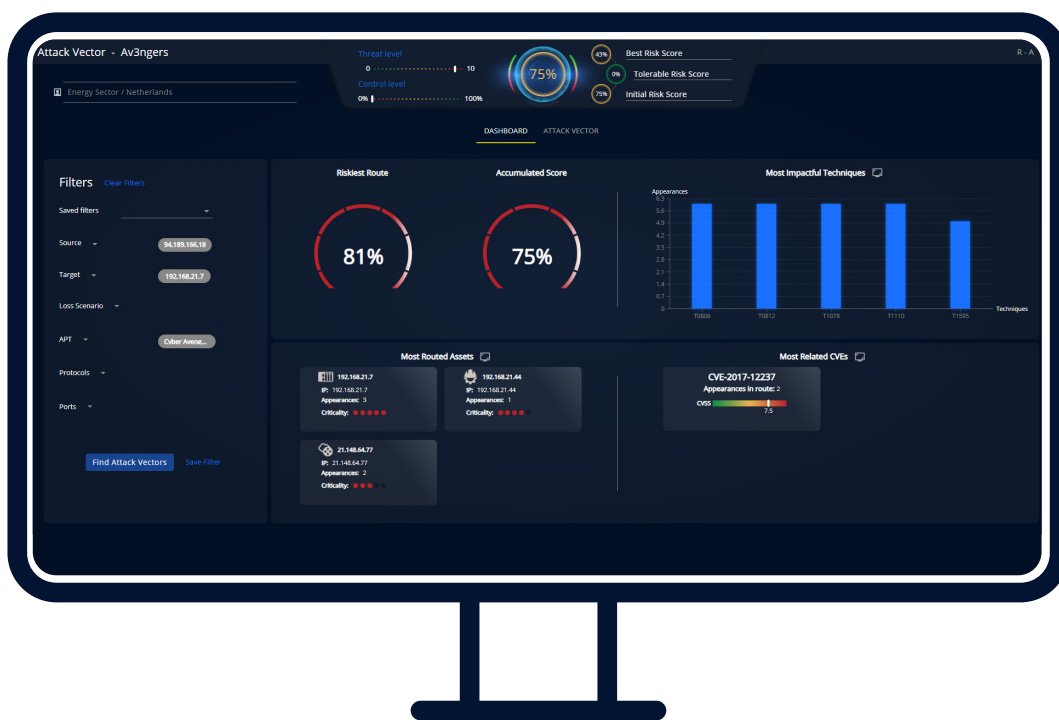 Attack Vector - Av3ngers
R - A
Threat level
0 10
Control level
0% 100%
75%
43% Best Risk Score
0% Tolerable Risk Score
75% Initial Risk Score
Energy Sector / Netherlands
DASHBOARD ATTACK VECTOR
Filters Clear Filters
Saved filters
Source 94.189.166.18
Target 192.168.21.7
Loss Scenario
APT Cyber Aveng...
Protocols
Ports
Find Attack Vectors Save Filter
Riskiest Route
81%
Accumulated Score
75%
Most Impactful Techniques
Appearances
6.3
5.6
4.9
4.2
3.5
2.8
2.1
1.4
0.7
0
T0806 T0812 T1078 T1110 T1595
Techniques
Most Routed Assets
192.168.21.7
IP: 192.168.21.7
Appearances: 3
Criticality:
192.168.21.44
IP: 192.168.21.44
Appearances: 1
Criticality:
21.148.64.77
IP: 21.148.64.77
Appearances: 2
Criticality:
Most Related CVEs
CVE-2017-12237
Appearances in route: 2
CVSS
7.5